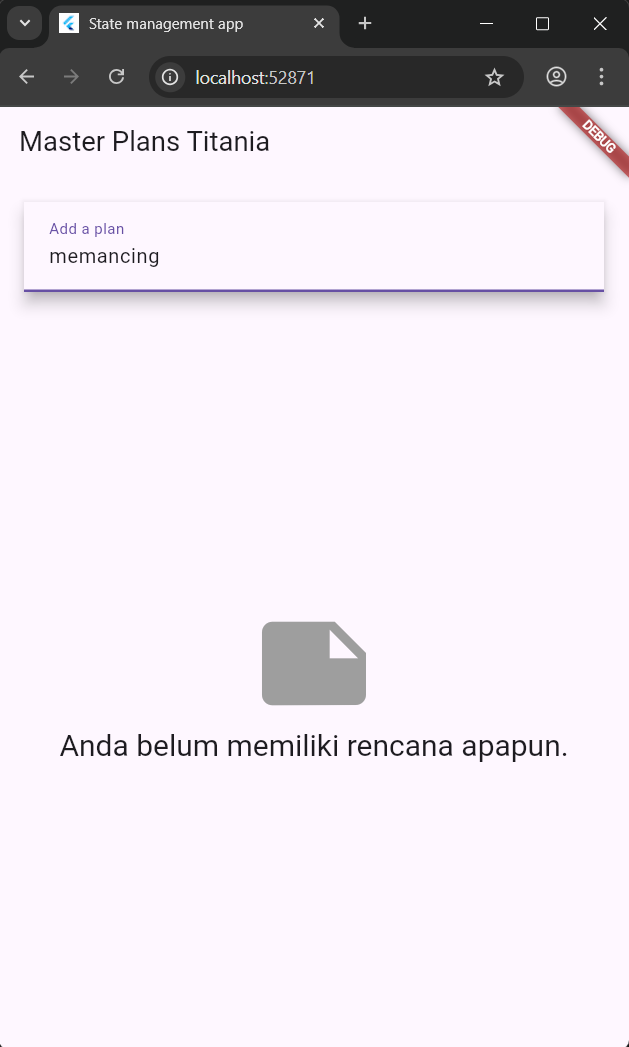 State management app
localhost:52871
Master Plans Titania
DEBUG
Add a plan
memancing
Anda belum memiliki rencana apapun.